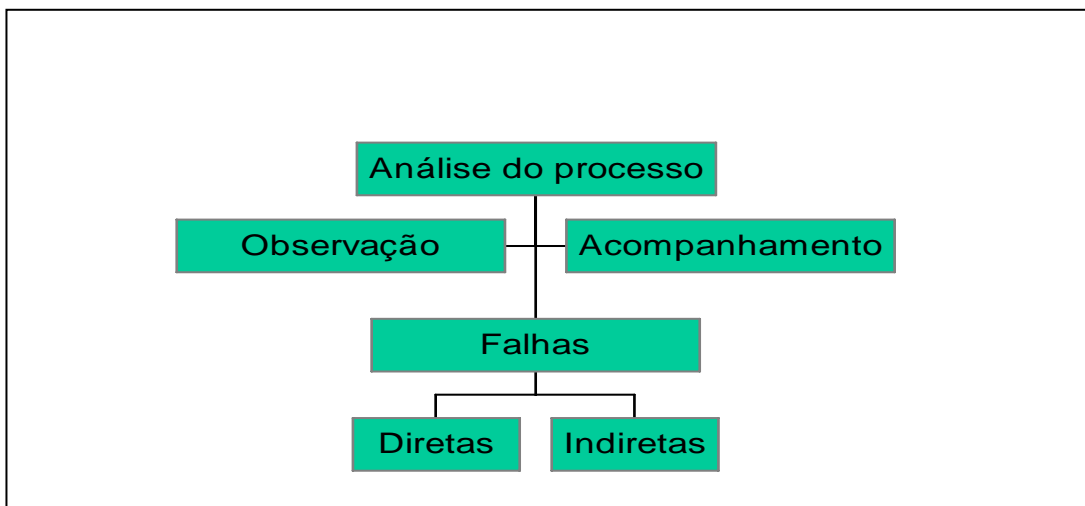 Análise do processo
Observação
Acompanhamento
Falhas
Diretas
Indiretas